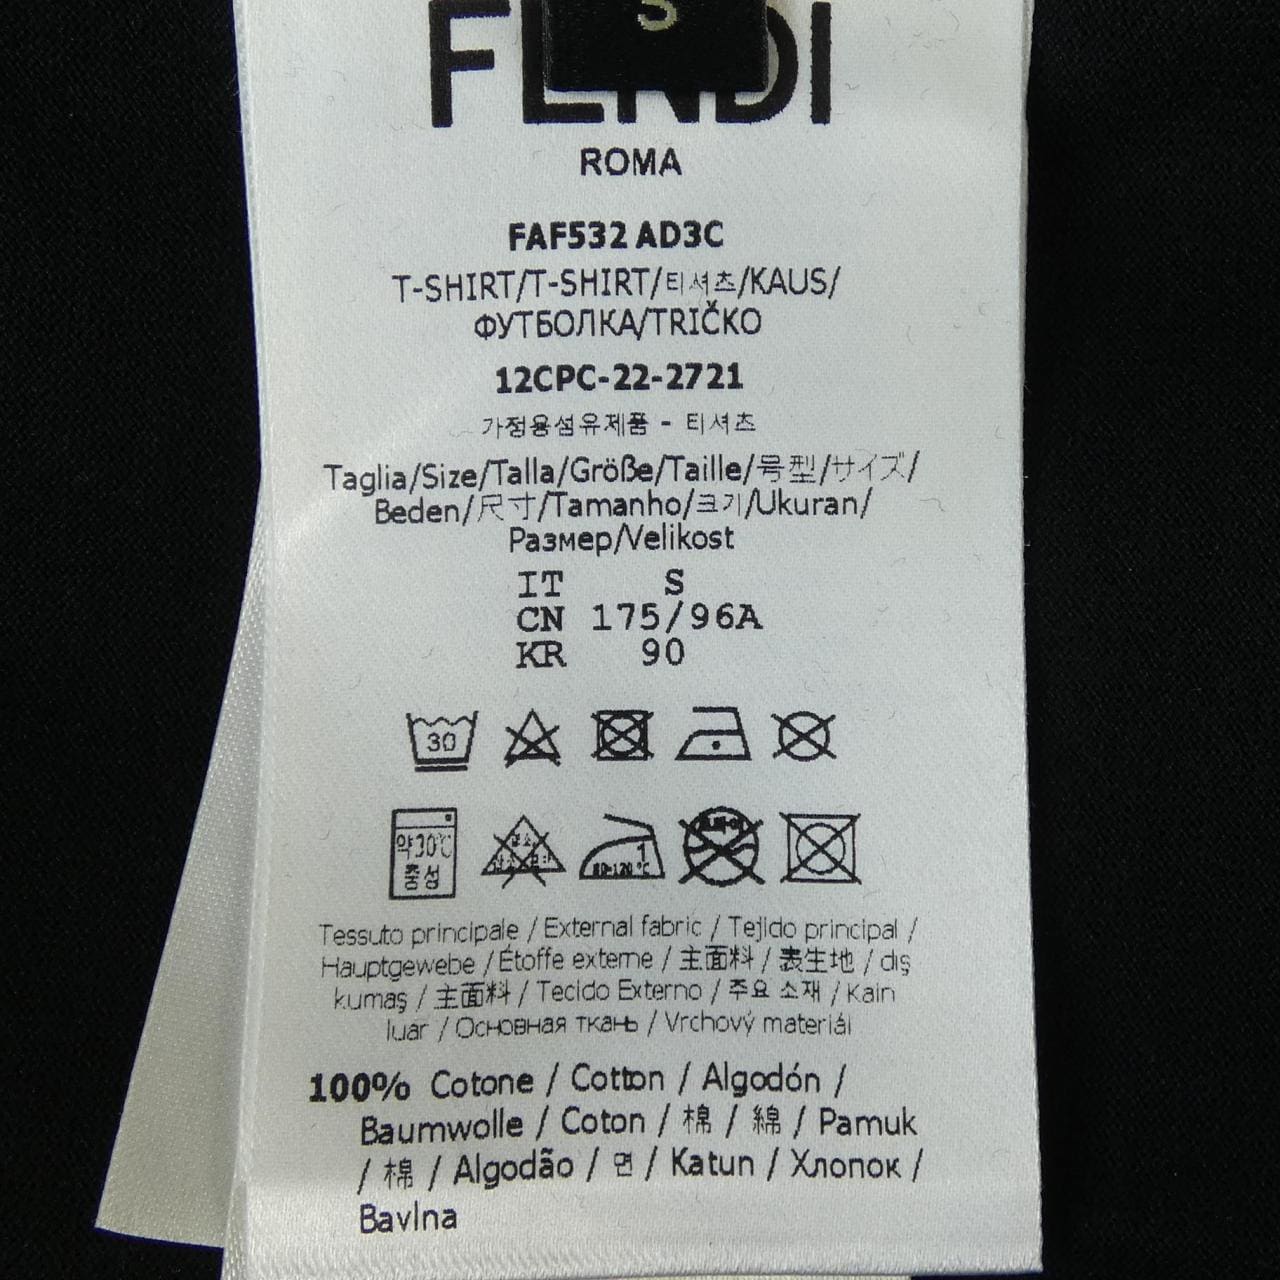 S
FENDI
ROMA
FAF532 AD3C
T-SHIRT/T-SHIRT/티셔츠/KAUS/
ФУТБОЛКА/TRIČKO
12CPC-22-2721
가정용섬유제품 - 티셔츠
Taglia/Size/Talla/Größe/Taille/号型/サイズ/
Beden/尺寸/Tamanho/크기/Ukuran/
Размер/Velikost
IT S
CN 175/96A
KR 90
30
약30℃
중성
1
80-120℃
Tessuto principale / External fabric / Tejido principal /
Hauptgewebe / Étoffe externe / 主面料 / 表生地 / dış
kumaş / 主面料 / Tecido Externo / 주요 소재 / Kain
luar / Основная ткань / Vrchový materiál
100% Cotone / Cotton / Algodón /
Baumwolle / Coton / 棉 / 綿 / Pamuk
/ 棉 / Algodão / 면 / Katun / Хлопок /
Bavlna